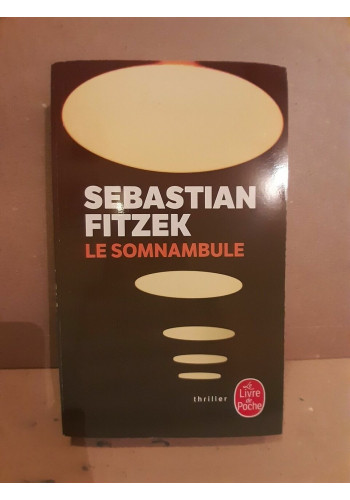 SEBASTIAN
FITZEK
LE SOMNAMBULE
thriller
Le
Livre
de
Poche